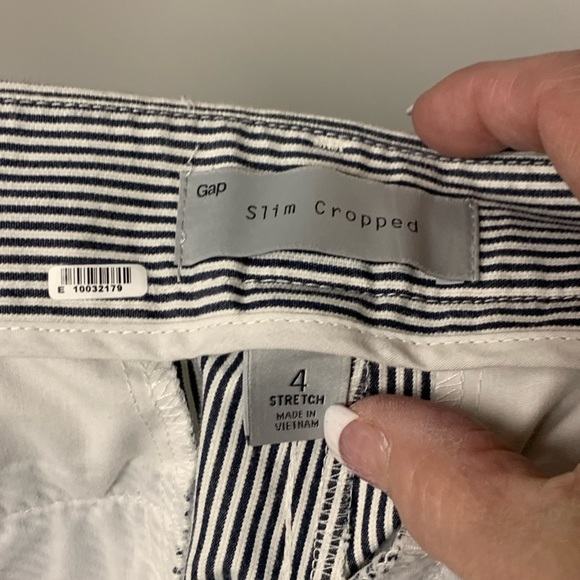 Gap
Slim Cropped
E 10032179
4
STRETCH
MADE IN
VIETNAM